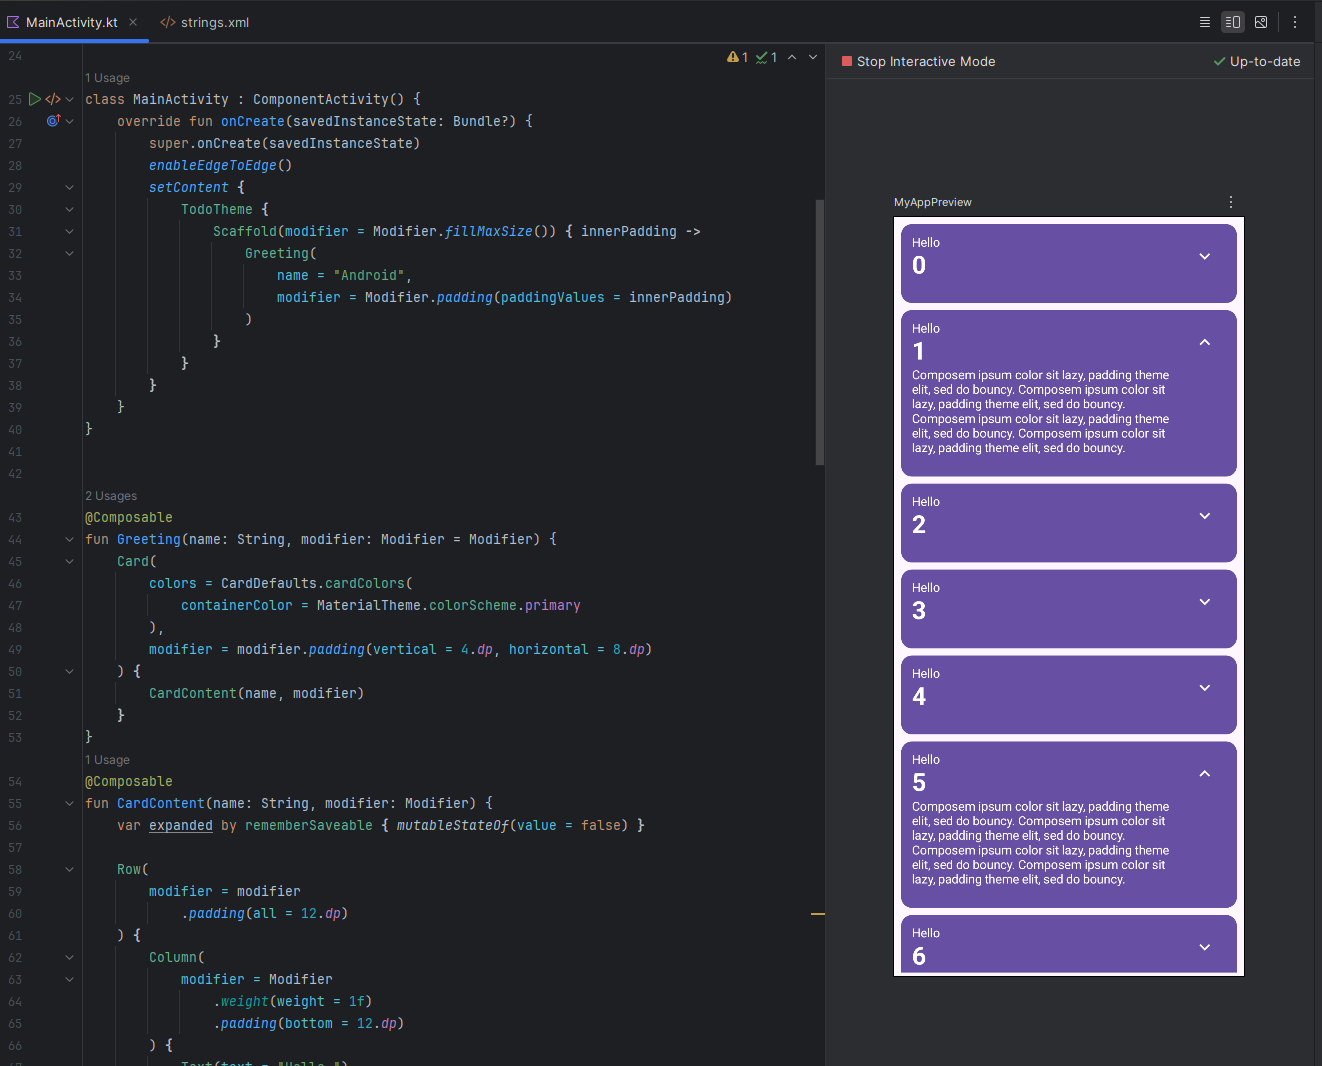 MainActivity.kt
strings.xml
1 1
Stop Interactive Mode
Up-to-date
24
1 Usage
25 class MainActivity : ComponentActivity() {
26 override fun onCreate(savedInstanceState: Bundle?) {
27 super.onCreate(savedInstanceState)
28 enableEdgeToEdge()
29 setContent {
30 TodoTheme {
31 Scaffold(modifier = Modifier.fillMaxSize()) { innerPadding ->
32 Greeting(
33 name = "Android",
34 modifier = Modifier.padding(paddingValues = innerPadding)
35 )
36 }
37 }
38 }
39 }
40 }
41
42
2 Usages
43 @Composable
44 fun Greeting(name: String, modifier: Modifier = Modifier) {
45 Card(
46 colors = CardDefaults.cardColors(
47 containerColor = MaterialTheme.colorScheme.primary
48 ),
49 modifier = modifier.padding(vertical = 4.dp, horizontal = 8.dp)
50 ) {
51 CardContent(name, modifier)
52 }
53 }
1 Usage
54 @Composable
55 fun CardContent(name: String, modifier: Modifier) {
56 var expanded by rememberSaveable { mutableStateOf(value = false) }
57
58 Row(
59 modifier = modifier
60 .padding(all = 12.dp)
61 ) {
62 Column(
63 modifier = Modifier
64 .weight(weight = 1f)
65 .padding(bottom = 12.dp)
66 ) {
MyAppPreview
Hello
0
Hello
1
Composem ipsum color sit lazy, padding theme
elit, sed do bouncy. Composem ipsum color sit
lazy, padding theme elit, sed do bouncy.
Composem ipsum color sit lazy, padding theme
elit, sed do bouncy. Composem ipsum color sit
lazy, padding theme elit, sed do bouncy.
Hello
2
Hello
3
Hello
4
Hello
5
Composem ipsum color sit lazy, padding theme
elit, sed do bouncy. Composem ipsum color sit
lazy, padding theme elit, sed do bouncy.
Composem ipsum color sit lazy, padding theme
elit, sed do bouncy. Composem ipsum color sit
lazy, padding theme elit, sed do bouncy.
Hello
6